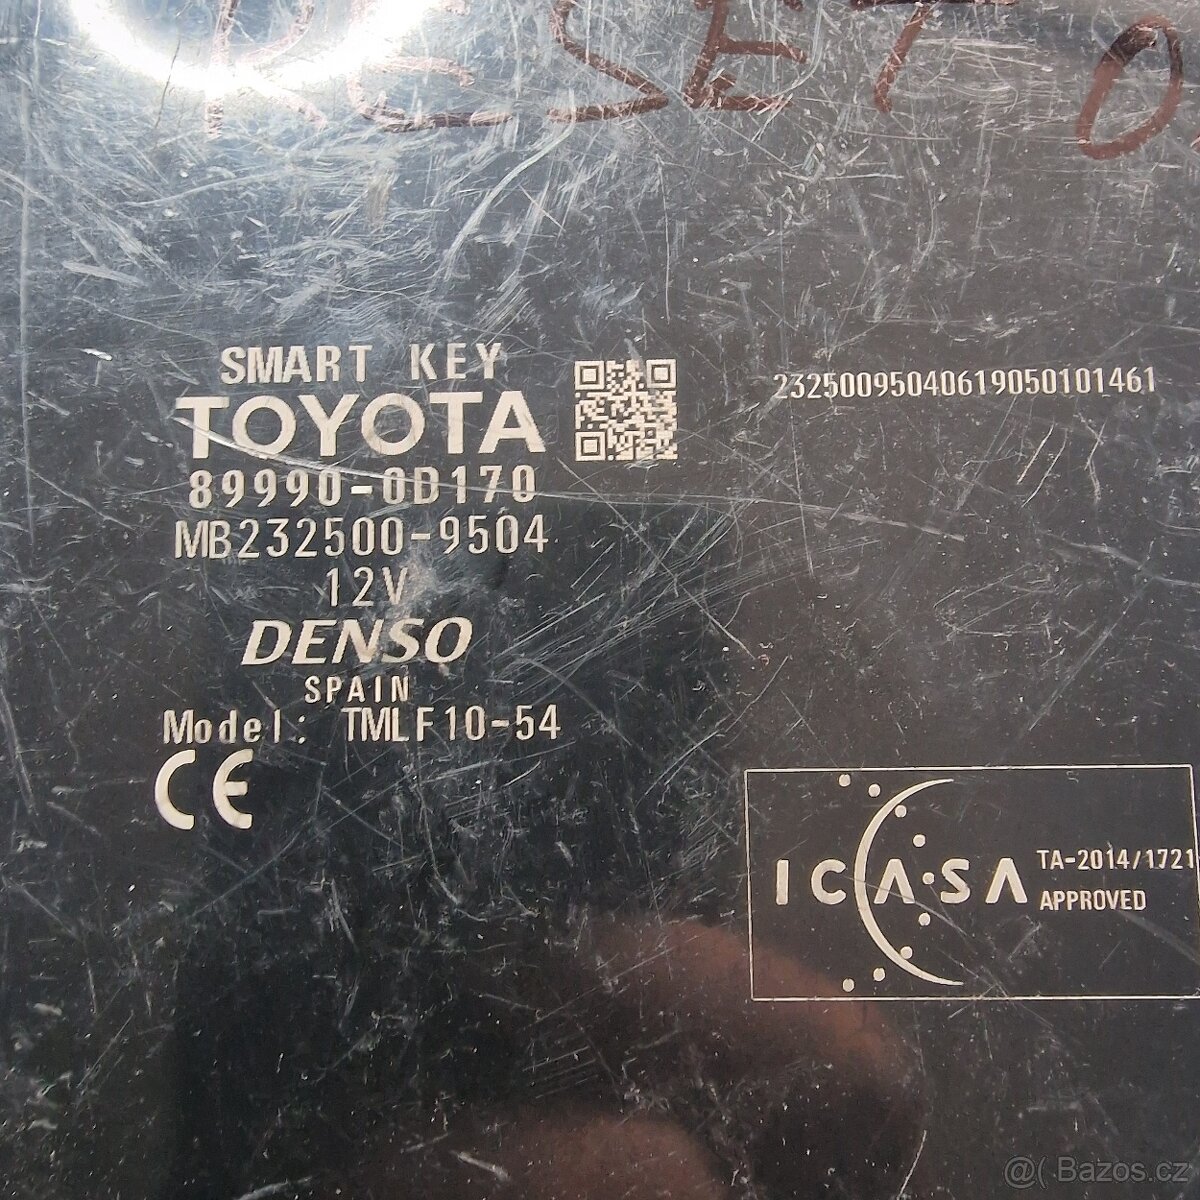 RESET O
SMART KEY
TOYOTA
89990-0D170
MB232500-9504
12V
DENSO
SPAIN
Model: TMLF10-54
CE
23250095040619050101461
ICASA
TA-2014/1721
APPROVED
@( Bazos.cz